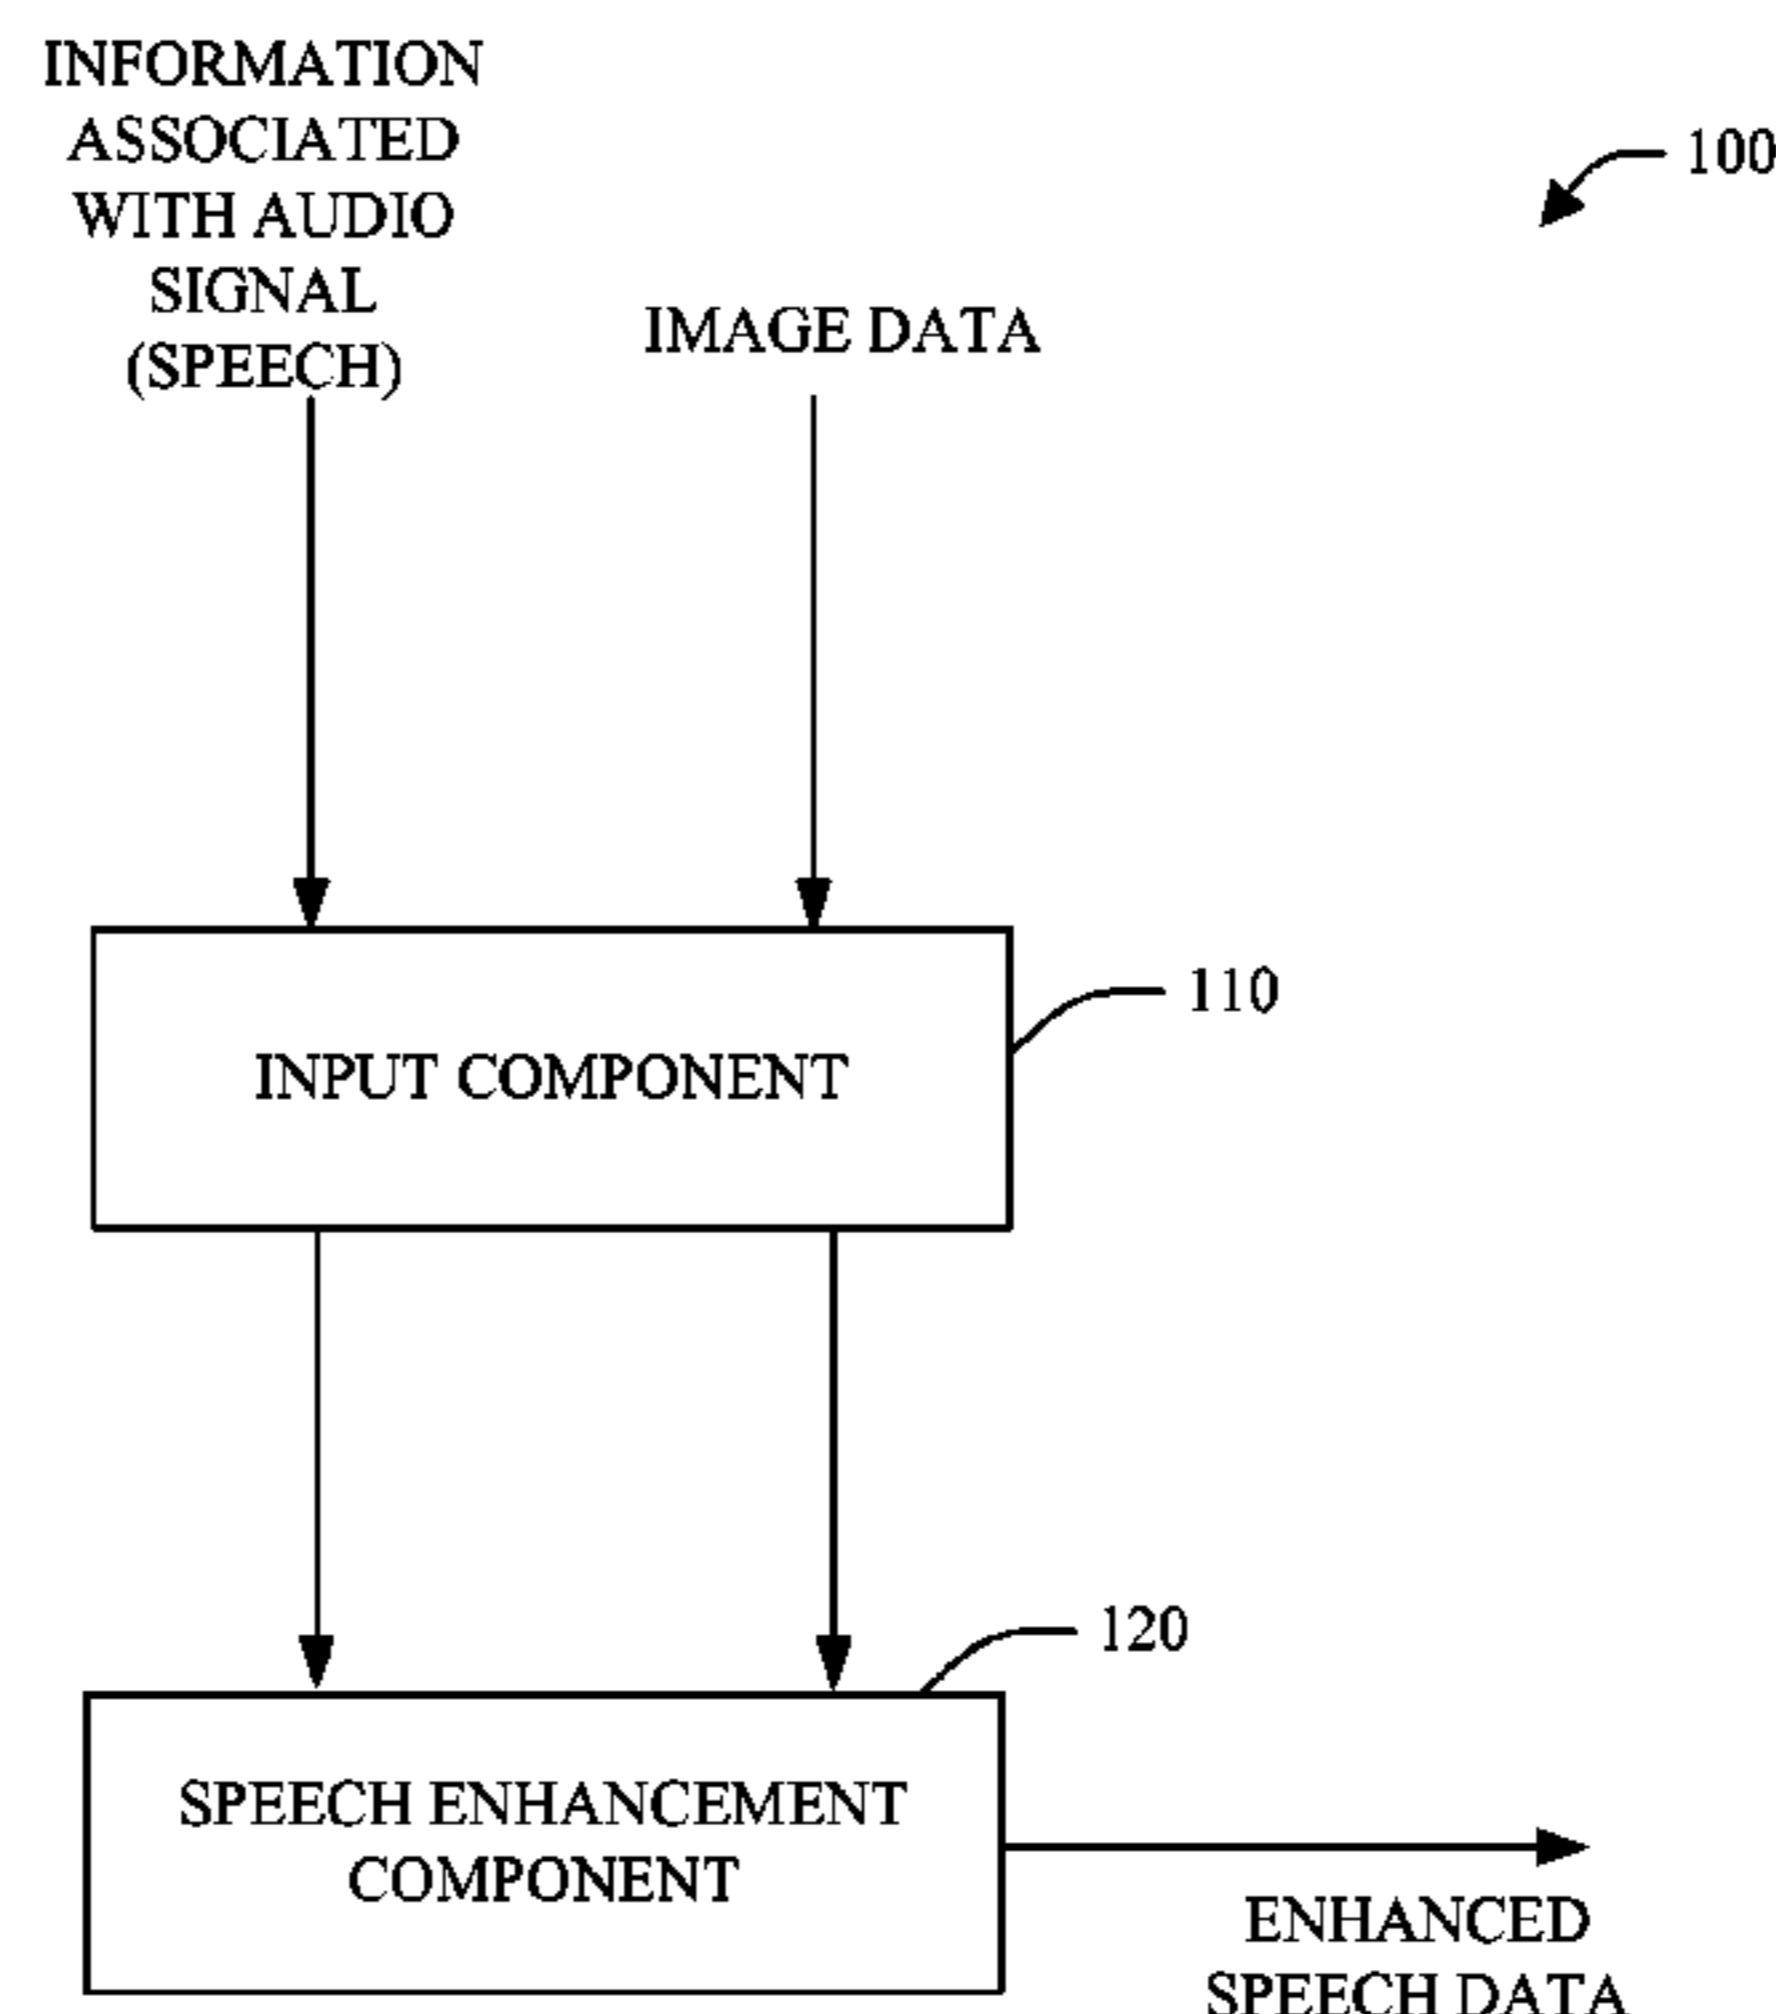 INFORMATION
ASSOCIATED
WITH AUDIO
SIGNAL
(SPEECH)
IMAGE DATA
100
INPUT COMPONENT
110
120
SPEECH ENHANCEMENT
COMPONENT
ENHANCED
SPEECH DATA